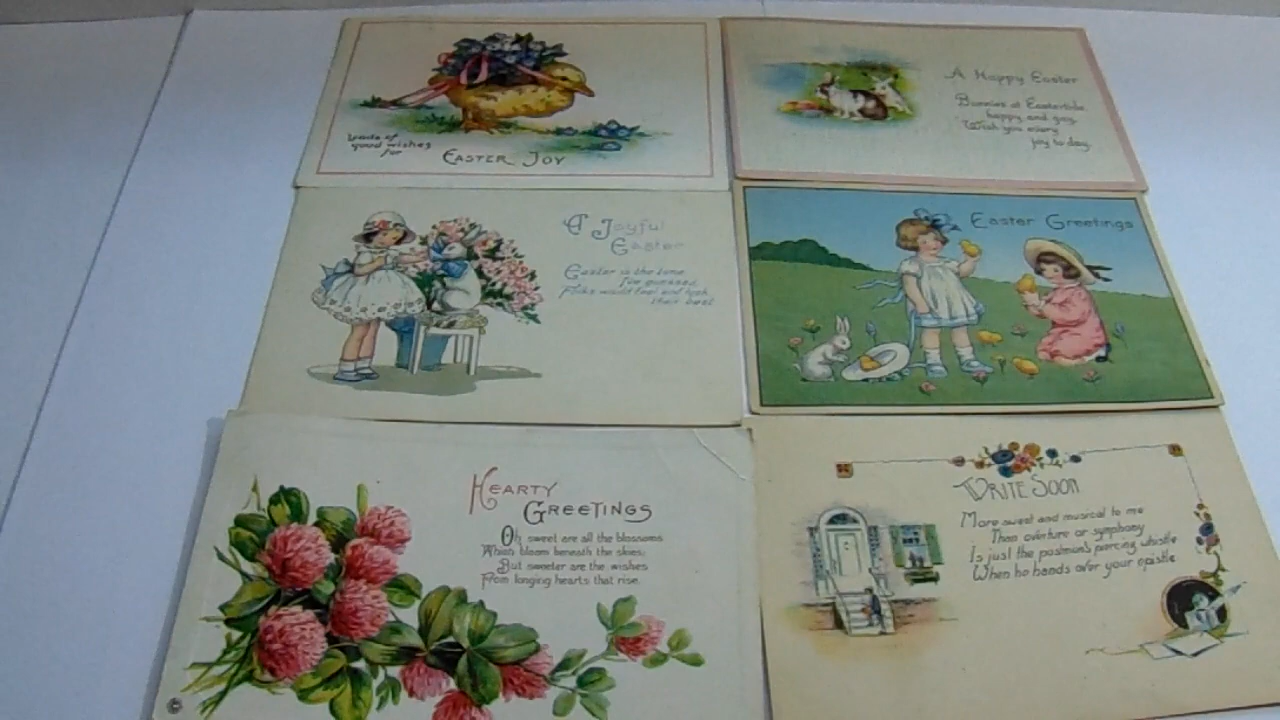 Loads of
good wishes
for
EASTER JOY
A Happy Easter
Bunnies at Eastertide,
happy and gay,
Wish you every
joy to-day.
A Joyful
Easter
Easter is the time
I've guessed,
Folks would feel and look
their best
Easter Greetings
HEARTY
GREETINGS
Oh sweet are all the blossoms
Which bloom beneath the skies;
But sweeter are the wishes
From longing hearts that rise.
WRITE SOON
More sweet and musical to me
Than overture or symphony
Is just the postman's piercing whistle
When he hands over your epistle